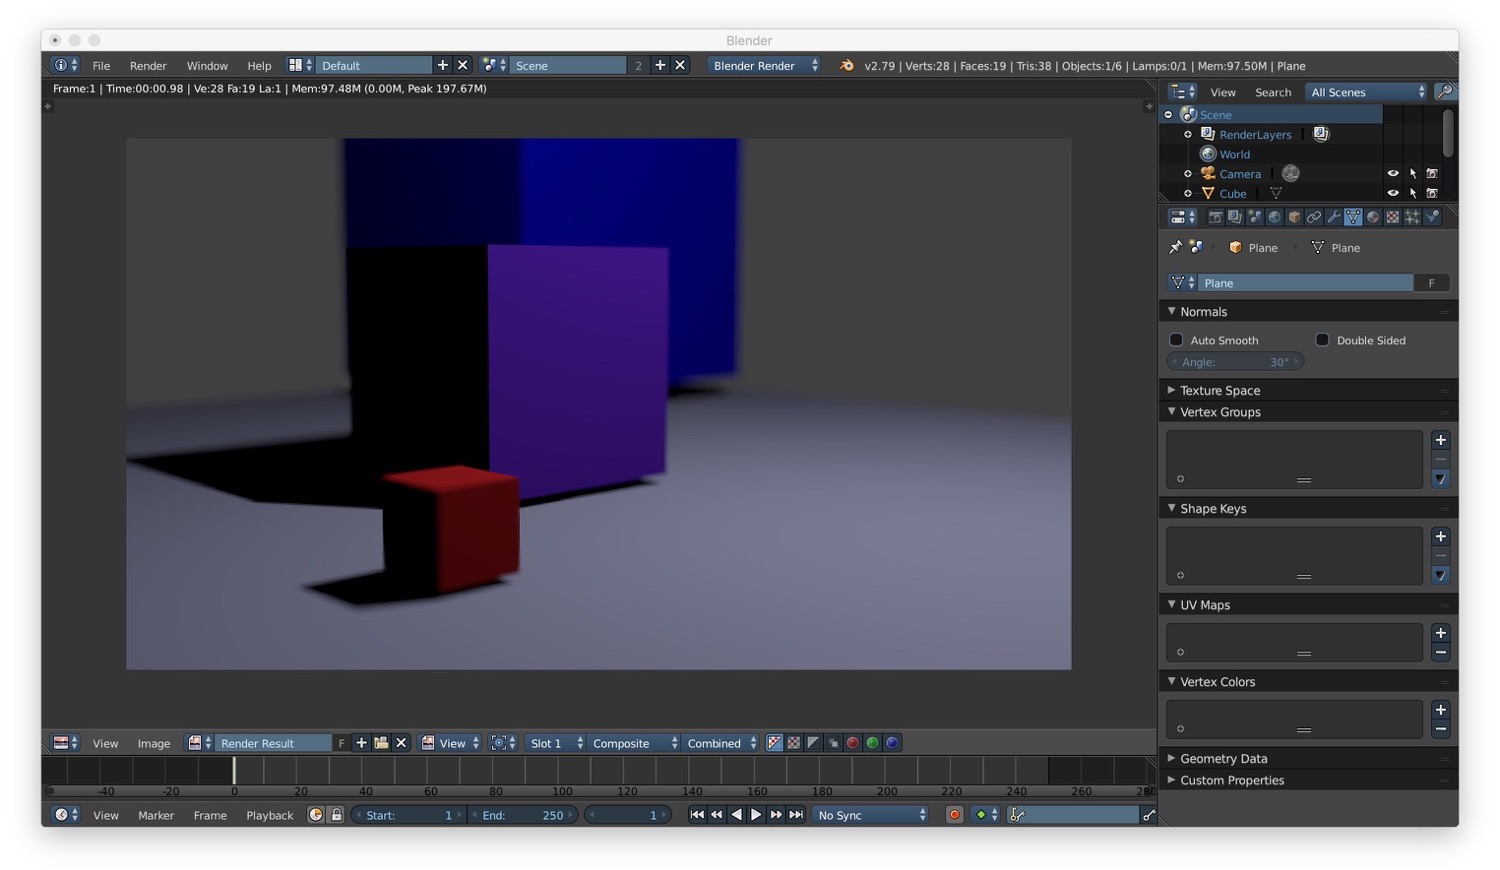 Blender
File Render Window Help Default Scene 2 Blender Render v2.79 | Verts:28 | Faces:19 | Tris:38 | Objects:1/6 | Lamps:0/1 | Mem:97.50M | Plane
Frame:1 | Time:00:00.98 | Ve:28 Fa:19 La:1 | Mem:97.48M (0.00M, Peak 197.67M)
View Search All Scenes
Scene
RenderLayers
World
Camera
Cube
Plane Plane
Plane F
Normals
Auto Smooth Double Sided
Angle: 30°
Texture Space
Vertex Groups
Shape Keys
UV Maps
Vertex Colors
Geometry Data
Custom Properties
View Image Render Result F View Slot 1 Composite Combined
-40 -20 0 20 40 60 80 100 120 140 160 180 200 220 240 260 280
View Marker Frame Playback Start: 1 End: 250 1 No Sync